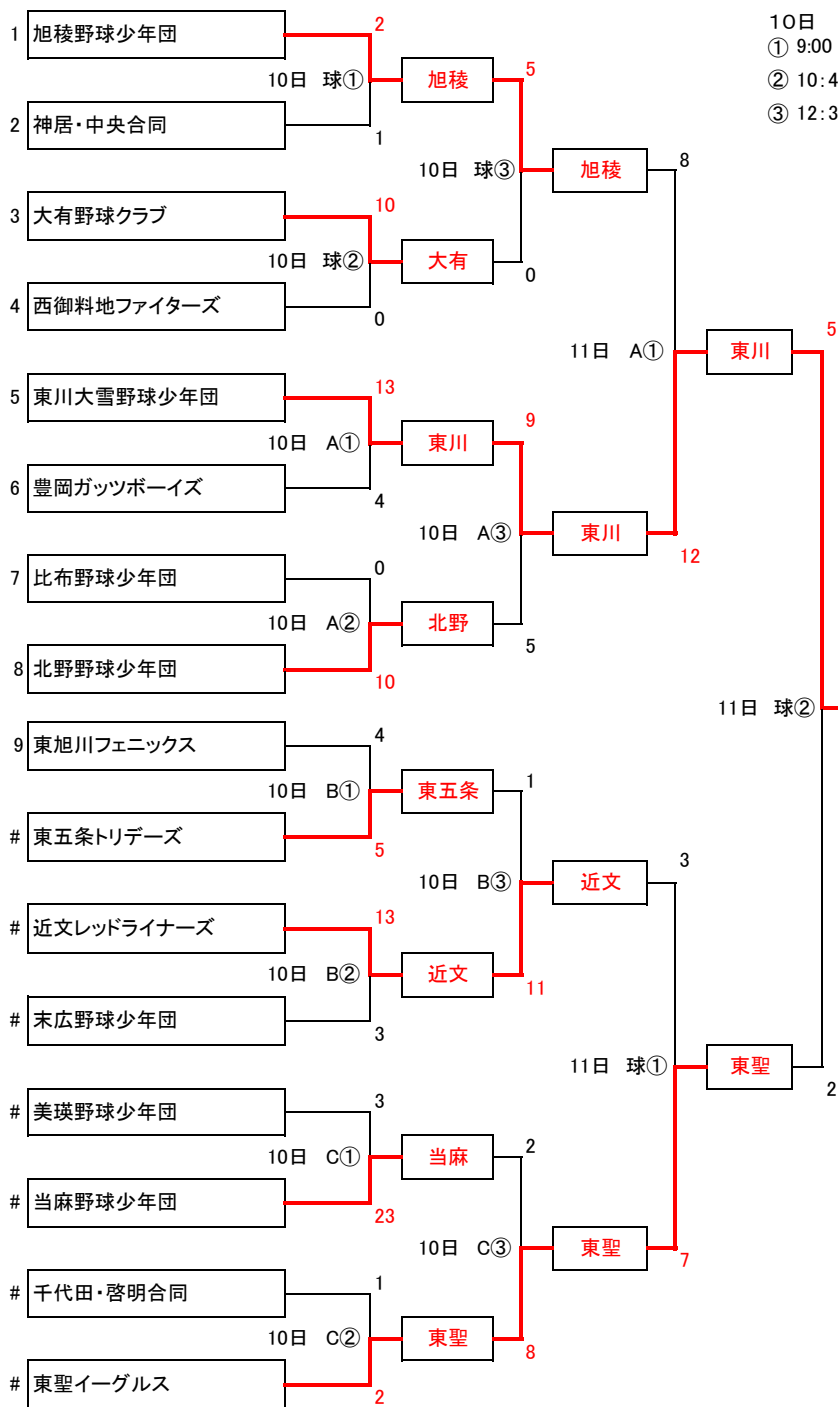 10日
① 9:00
② 10:4
③ 12:3
1 旭稜野球少年団 2
10日 球① 旭稜 5
2 神居・中央合同 1
10日 球③ 旭稜 8
3 大有野球クラブ 10
10日 球② 大有 0
4 西御料地ファイターズ 0
11日 A① 東川 5
5 東川大雪野球少年団 13
10日 A① 東川 9
6 豊岡ガッツボーイズ 4
10日 A③ 東川 12
7 比布野球少年団 0
10日 A② 北野 5
8 北野野球少年団 10
11日 球②
9 東旭川フェニックス 4
10日 B① 東五条 1
# 東五条トリデーズ 5
10日 B③ 近文 3
# 近文レッドライナーズ 13
10日 B② 近文 11
# 末広野球少年団 3
11日 球① 東聖 2
# 美瑛野球少年団 3
10日 C① 当麻 2
# 当麻野球少年団 23
10日 C③ 東聖 7
# 千代田・啓明合同 1
10日 C② 東聖 8
# 東聖イーグルス 2